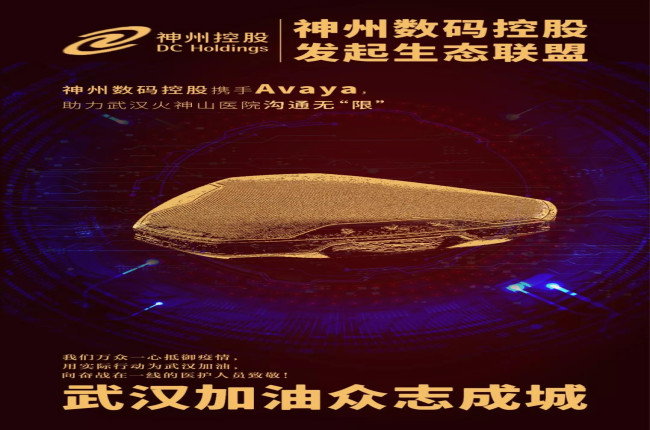 神州控股
DC Holdings
神州数码控股
发起生态联盟
神州数码控股携手Avaya，
助力武汉火神山医院沟通无“限”
我们万众一心抵御疫情，
用实际行动为武汉加油，
向奋战在一线的医护人员致敬！
武汉加油众志成城